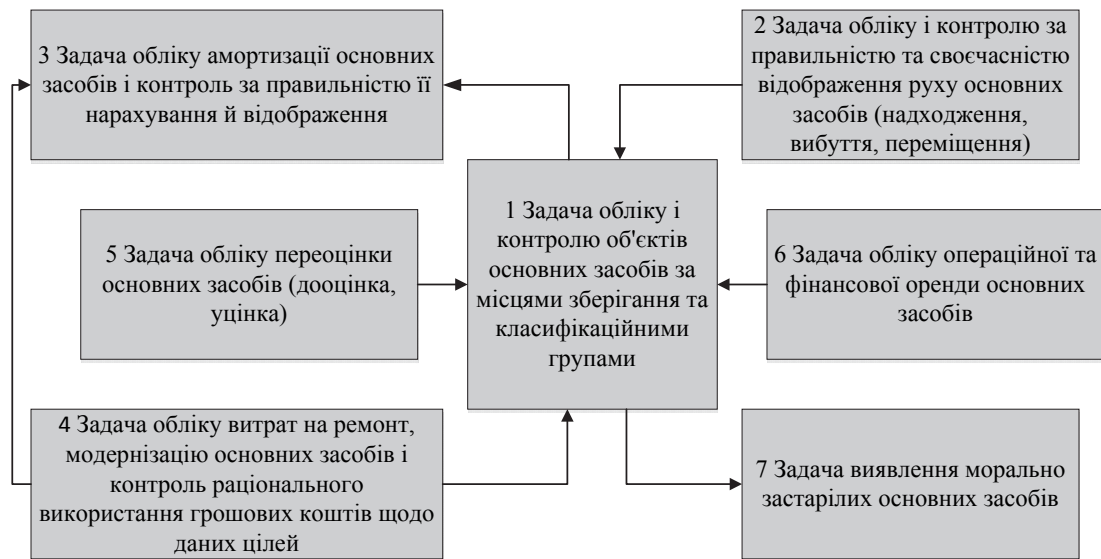 3 Задача обліку амортизації основних
засобів і контроль за правильністю її
нарахування й відображення
2 Задача обліку і контролю за
правильністю та своєчасністю
відображення руху основних
засобів (надходження,
вибуття, переміщення)
1 Задача обліку і
контролю об'єктів
основних засобів за
місцями зберігання та
класифікаційними
групами
5 Задача обліку переоцінки
основних засобів (дооцінка,
уцінка)
6 Задача обліку операційної та
фінансової оренди основних
засобів
4 Задача обліку витрат на ремонт,
модернізацію основних засобів і
контроль раціонального
використання грошових коштів щодо
даних цілей
7 Задача виявлення морально
застарілих основних засобів